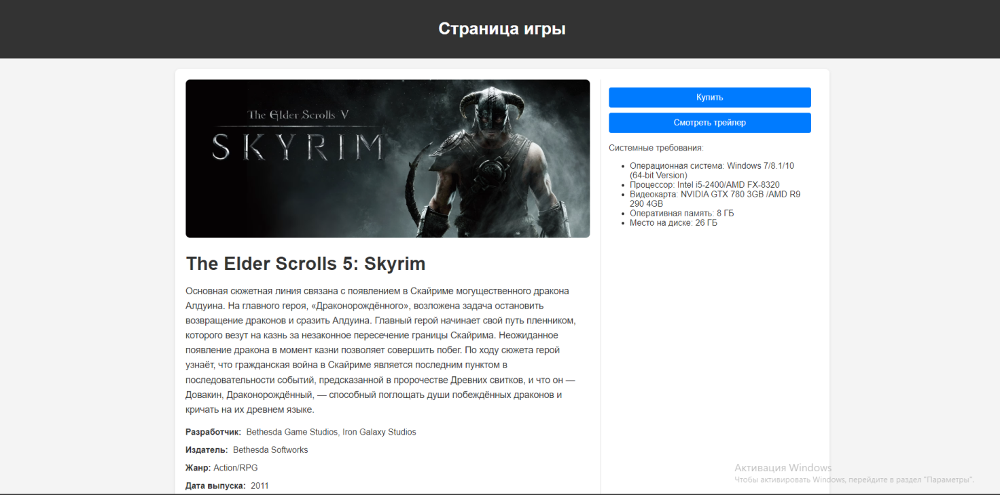 Страница игры
The Elder Scrolls V
SKYRIM
The Elder Scrolls 5: Skyrim
Основная сюжетная линия связана с появлением в Скайриме могущественного дракона
Алдуина. На главного героя, «Драконорождённого», возложена задача остановить
возвращение драконов и сразить Алдуина. Главный герой начинает свой путь пленником,
которого везут на казнь за незаконное пересечение границы Скайрима. Неожиданное
появление дракона в момент казни позволяет совершить побег. По ходу сюжета герой
узнаёт, что гражданская война в Скайриме является последним пунктом в
последовательности событий, предсказанной в пророчестве Древних свитков, и что он —
Довакин, Драконорождённый, — способный поглощать души побеждённых драконов и
кричать на их древнем языке.
Разработчик: Bethesda Game Studios, Iron Galaxy Studios
Издатель: Bethesda Softworks
Жанр: Action/RPG
Дата выпуска: 2011
Купить
Смотреть трейлер
Системные требования:
Операционная система: Windows 7/8.1/10
(64-bit Version)
Процессор: Intel i5-2400/AMD FX-8320
Видеокарта: NVIDIA GTX 780 3GB /AMD R9
290 4GB
Оперативная память: 8 ГБ
Место на диске: 26 ГБ
Активация Windows
Чтобы активировать Windows, перейдите в раздел "Параметры".